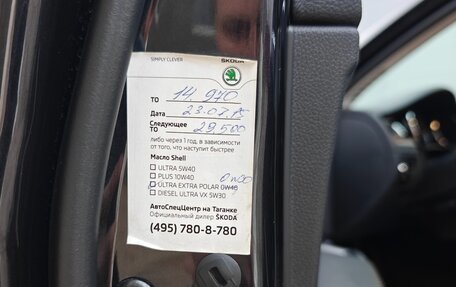 SIMPLY CLEVER
ŠKODA
ТО 14.970
Дата 23.07.15
Следующее
ТО 29.500
либо через 1 год, в зависимости
от того, что наступит быстрее
Масло Shell
ULTRA 5W40
PLUS 10W40
ULTRA EXTRA POLAR 0W40
DIESEL ULTRA VX 5W30
АвтоСпецЦентр на Таганке
Официальный дилер ŠKODA
(495) 780-8-780